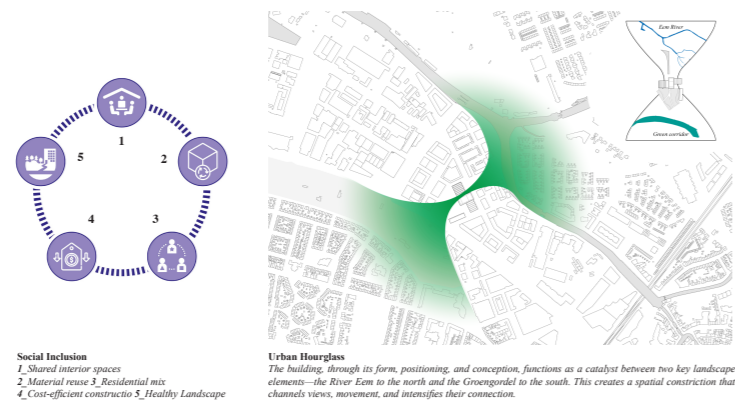 Eem River
Green corridor
1
2
3
4
5
Social Inclusion
1_Shared interior spaces
2_Material reuse 3_Residential mix
4_Cost-efficient constructio 5_Healthy Landscape
Urban Hourglass
The building, through its form, positioning, and conception, functions as a catalyst between two key landscape
elements—the River Eem to the north and the Groengordel to the south. This creates a spatial constriction that
channels views, movement, and intensifies their connection.